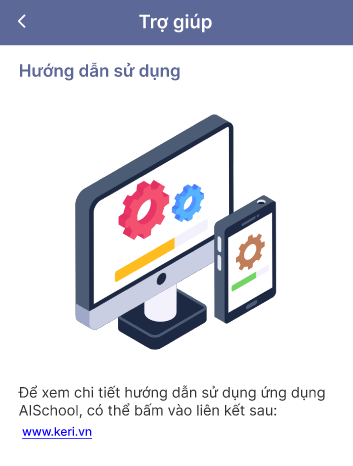 Trợ giúp
Hướng dẫn sử dụng
Để xem chi tiết hướng dẫn sử dụng ứng dụng
AISchool, có thể bấm vào liên kết sau:
www.keri.vn